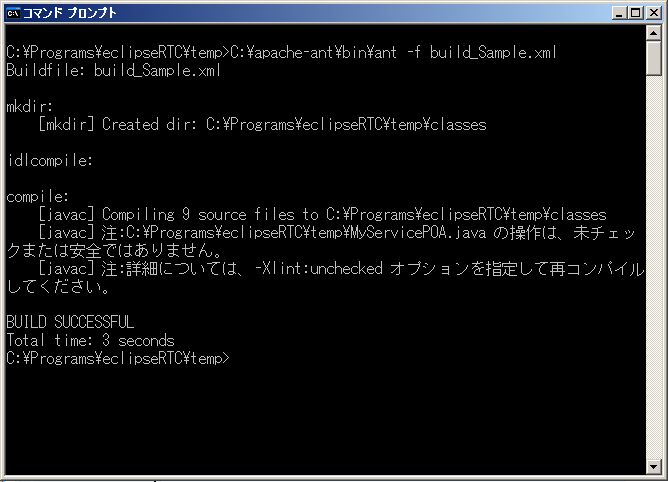 コマンド プロンプト
C:¥Programs¥eclipseRTC¥temp>C:¥apache-ant¥bin¥ant -f build_Sample.xml
Buildfile: build_Sample.xml
mkdir:
[mkdir] Created dir: C:¥Programs¥eclipseRTC¥temp¥classes
idlcompile:
compile:
[javac] Compiling 9 source files to C:¥Programs¥eclipseRTC¥temp¥classes
[javac] 注:C:¥Programs¥eclipseRTC¥temp¥MyServicePOA.java の操作は、未チェッ
クまたは安全ではありません。
[javac] 注:詳細については、-Xlint:unchecked オプションを指定して再コンパイル
してください。
BUILD SUCCESSFUL
Total time: 3 seconds
C:¥Programs¥eclipseRTC¥temp>